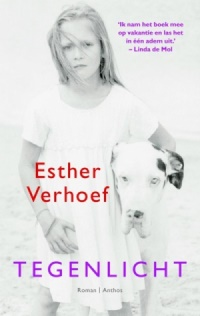 'Ik nam het boek mee
op vakantie en las het
in één adem uit.'
– Linda de Mol
Esther
Verhoef
TEGENLICHT
Roman | Anthos